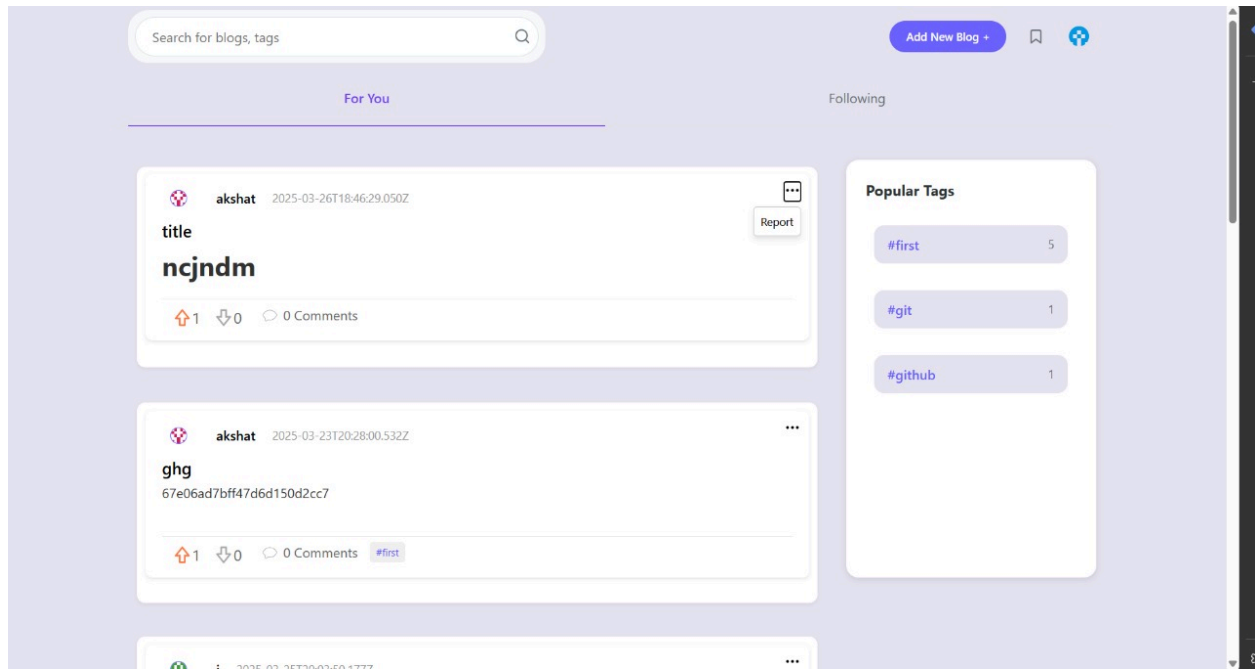 Search for blogs, tags
Add New Blog +
For You
Following
akshat 2025-03-26T18:46:29.050Z
Report
title
ncjndm
1 0 0 Comments
akshat 2025-03-23T20:28:00.532Z
ghg
67e06ad7bff47d6d150d2cc7
1 0 0 Comments #first
Popular Tags
#first 5
#git 1
#github 1